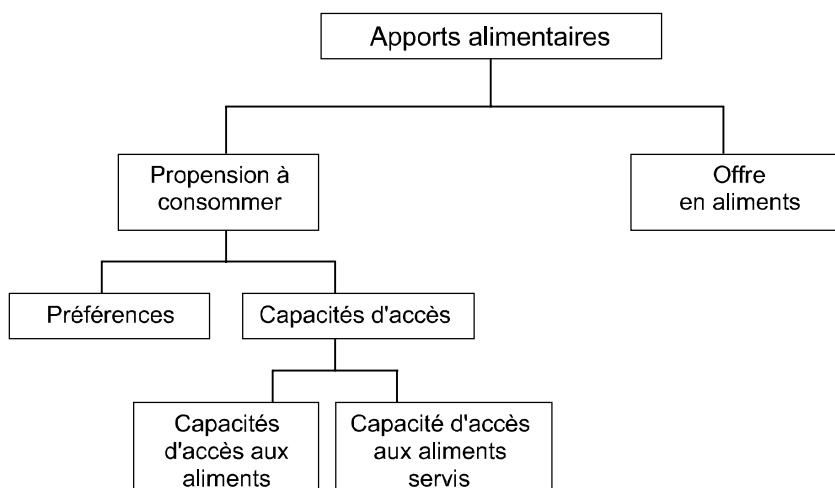 Apports alimentaires
Propension à
consommer
Offre
en aliments
Préférences
Capacités d'accès
Capacités
d'accès aux
aliments
Capacité d'accès
aux aliments
servis